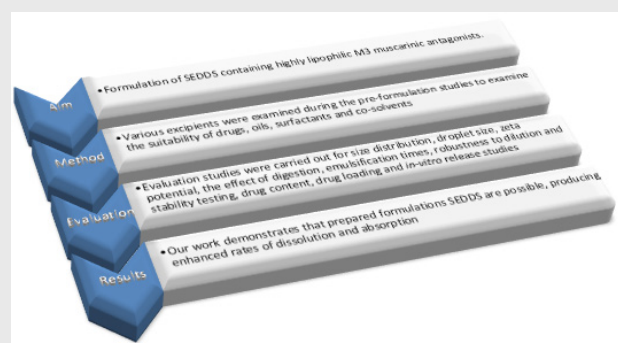 Aim
•Formulation of SEDDS containing highly lipophilic M3 muscarinic antagonists.
Method
•Various excipients were examined during the pre-formulation studies to examine
the suitability of drugs, oils, surfactants and co-solvents
Evaluation
•Evaluation studies were carried out for size distribution, droplet size, zeta
potential, the effect of digestion, emulsification times, robustness to dilution and
stability testing, drug content, drug loading and in-vitro release studies
Results
•Our work demonstrates that prepared formulations SEDDS are possible, producing
enhanced rates of dissolution and absorption